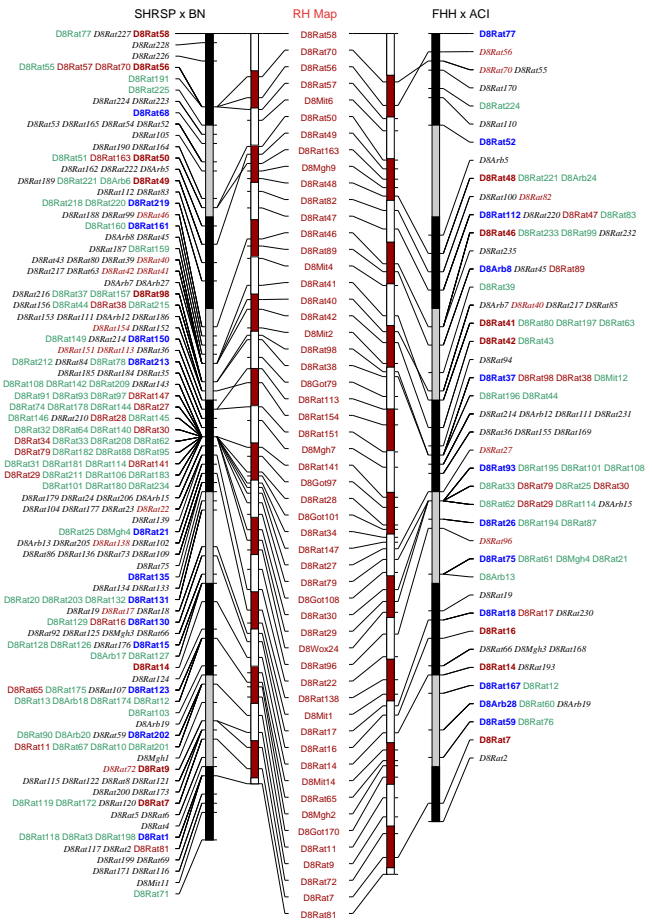 SHRSP x BN
D8Rat77 D8Rat227 D8Rat58
D8Rat228
D8Rat226
D8Rat55 D8Rat57 D8Rat70 D8Rat56
D8Rat191
D8Rat225
D8Rat224 D8Rat223
D8Rat68
D8Rat53 D8Rat165 D8Rat54 D8Rat52
D8Rat105
D8Rat190 D8Rat164
D8Rat51 D8Rat163 D8Rat50
D8Rat162 D8Rat222 D8Arb5
D8Rat189 D8Rat221 D8Arb6 D8Rat49
D8Rat112 D8Rat83
D8Rat218 D8Rat220 D8Rat219
D8Rat188 D8Rat99 D8Rat46
D8Rat160 D8Rat161
D8Arb8 D8Rat45
D8Rat187 D8Rat159
D8Rat43 D8Rat80 D8Rat39 D8Rat40
D8Rat217 D8Rat63 D8Rat42 D8Rat41
D8Arb7 D8Arb27
D8Rat216 D8Rat37 D8Rat157 D8Rat98
D8Rat156 D8Rat44 D8Rat38 D8Rat215
D8Rat153 D8Rat111 D8Arb12 D8Rat186
D8Rat154 D8Rat152
D8Rat149 D8Rat214 D8Rat150
D8Rat151 D8Rat113 D8Rat36
D8Rat212 D8Rat84 D8Rat78 D8Rat213
D8Rat185 D8Rat184 D8Rat35
D8Rat108 D8Rat142 D8Rat209 D8Rat143
D8Rat91 D8Rat93 D8Rat97 D8Rat147
D8Rat74 D8Rat178 D8Rat144 D8Rat27
D8Rat146 D8Rat210 D8Rat28 D8Rat145
D8Rat32 D8Rat64 D8Rat140 D8Rat30
D8Rat34 D8Rat33 D8Rat208 D8Rat62
D8Rat79 D8Rat182 D8Rat88 D8Rat95
D8Rat31 D8Rat181 D8Rat114 D8Rat141
D8Rat29 D8Rat211 D8Rat106 D8Rat183
D8Rat101 D8Rat180 D8Rat234
D8Rat179 D8Rat24 D8Rat206 D8Arb15
D8Rat104 D8Rat177 D8Rat23 D8Rat22
D8Rat139
D8Rat25 D8Mgh4 D8Rat21
D8Arb13 D8Rat205 D8Rat138 D8Rat102
D8Rat86 D8Rat136 D8Rat73 D8Rat109
D8Rat75
D8Rat135
D8Rat134 D8Rat133
D8Rat20 D8Rat203 D8Rat132 D8Rat131
D8Rat19 D8Rat17 D8Rat18
D8Rat129 D8Rat16 D8Rat130
D8Rat92 D8Rat125 D8Mgh3 D8Rat66
D8Rat128 D8Rat126 D8Rat176 D8Rat15
D8Arb17 D8Rat127
D8Rat14
D8Rat124
D8Rat65 D8Rat175 D8Rat107 D8Rat123
D8Rat13 D8Arb18 D8Rat174 D8Rat12
D8Rat103
D8Arb19
D8Rat90 D8Arb20 D8Rat59 D8Rat202
D8Rat11 D8Rat67 D8Rat10 D8Rat201
D8Mgh1
D8Rat72 D8Rat9
D8Rat115 D8Rat122 D8Rat8 D8Rat121
D8Rat200 D8Rat173
D8Rat119 D8Rat172 D8Rat120 D8Rat7
D8Rat5 D8Rat6
D8Rat4
D8Rat118 D8Rat3 D8Rat198 D8Rat1
D8Rat117 D8Rat2 D8Rat81
D8Rat199 D8Rat69
D8Rat171 D8Rat116
D8Mit11
D8Rat71
RH Map
D8Rat58
D8Rat70
D8Rat56
D8Rat57
D8Mit6
D8Rat50
D8Rat49
D8Rat163
D8Mgh9
D8Rat48
D8Rat82
D8Rat47
D8Rat46
D8Rat89
D8Mit4
D8Rat41
D8Rat40
D8Rat42
D8Mit2
D8Rat98
D8Rat38
D8Got79
D8Rat113
D8Rat154
D8Rat151
D8Mgh7
D8Rat141
D8Got97
D8Rat28
D8Got101
D8Rat34
D8Rat147
D8Rat27
D8Rat79
D8Got108
D8Rat30
D8Rat29
D8Wox24
D8Rat96
D8Rat22
D8Rat138
D8Mit1
D8Rat17
D8Rat16
D8Rat14
D8Mit14
D8Rat65
D8Mgh2
D8Got170
D8Rat11
D8Rat9
D8Rat72
D8Rat7
D8Rat81
FHH x ACI
D8Rat77
D8Rat56
D8Rat70 D8Rat55
D8Rat170
D8Rat224
D8Rat110
D8Rat52
D8Arb5
D8Rat48 D8Rat221 D8Arb24
D8Rat100 D8Rat82
D8Rat112 D8Rat220 D8Rat47 D8Rat83
D8Rat46 D8Rat233 D8Rat99 D8Rat232
D8Rat235
D8Arb8 D8Rat45 D8Rat89
D8Rat39
D8Arb7 D8Rat40 D8Rat217 D8Rat85
D8Rat41 D8Rat80 D8Rat197 D8Rat63
D8Rat42 D8Rat43
D8Rat94
D8Rat37 D8Rat98 D8Rat38 D8Mit12
D8Rat196 D8Rat44
D8Rat214 D8Arb12 D8Rat111 D8Rat231
D8Rat36 D8Rat155 D8Rat169
D8Rat27
D8Rat93 D8Rat195 D8Rat101 D8Rat108
D8Rat33 D8Rat79 D8Rat25 D8Rat30
D8Rat62 D8Rat29 D8Rat114 D8Arb15
D8Rat26 D8Rat194 D8Rat87
D8Rat96
D8Rat75 D8Rat61 D8Mgh4 D8Rat21
D8Arb13
D8Rat19
D8Rat18 D8Rat17 D8Rat230
D8Rat16
D8Rat66 D8Mgh3 D8Rat168
D8Rat14 D8Rat193
D8Rat167 D8Rat12
D8Arb28 D8Rat60 D8Arb19
D8Rat59 D8Rat76
D8Rat7
D8Rat2